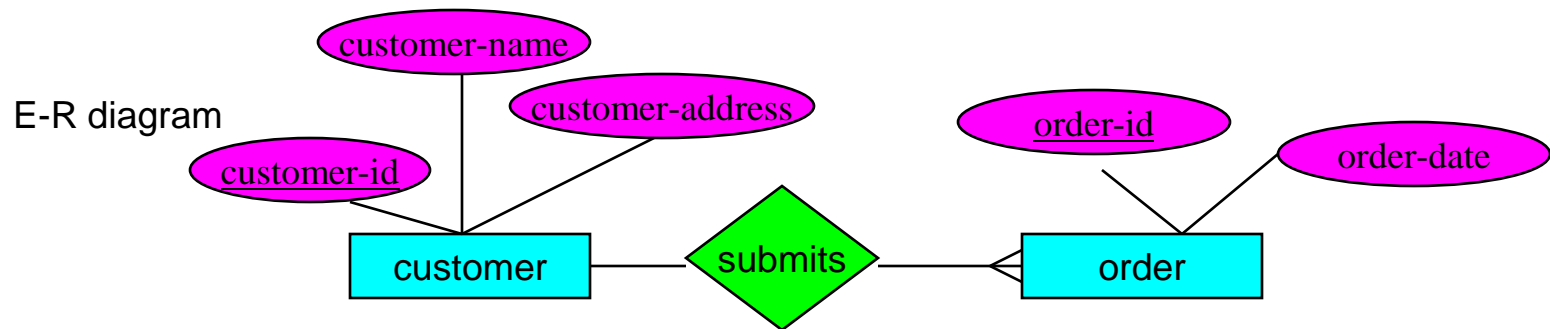 customer-name
E-R diagram
customer-address
order-id
order-date
customer-id
customer
submits
order